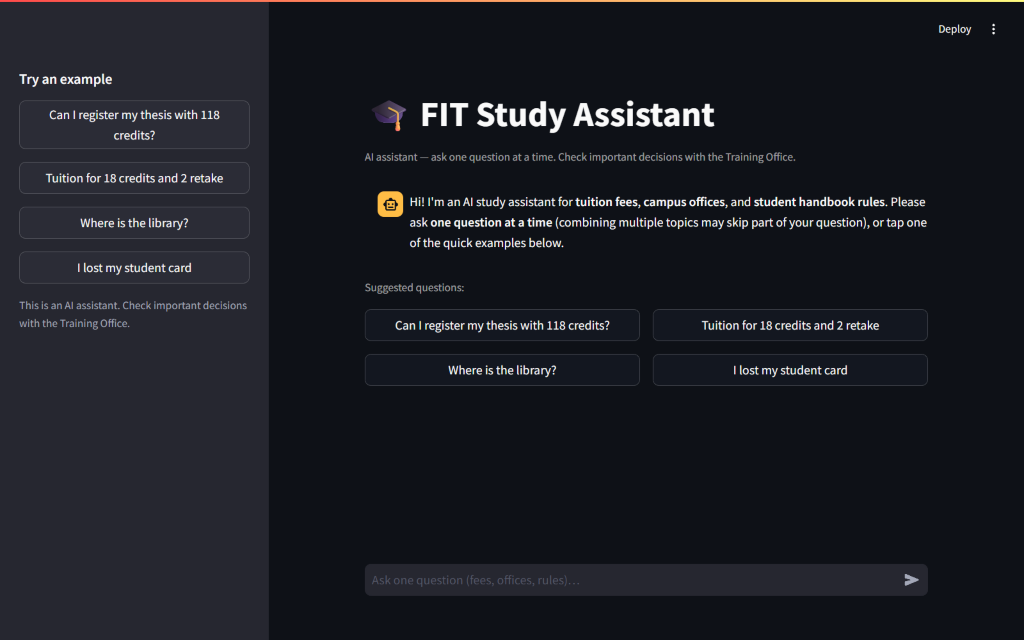 Deploy
Try an example
Can I register my thesis with 118
credits?
Tuition for 18 credits and 2 retake
Where is the library?
I lost my student card
This is an AI assistant. Check important decisions
with the Training Office.
FIT Study Assistant
AI assistant — ask one question at a time. Check important decisions with the Training Office.
Hi! I'm an AI study assistant for tuition fees, campus offices, and student handbook rules. Please
ask one question at a time (combining multiple topics may skip part of your question), or tap one
of the quick examples below.
Suggested questions:
Can I register my thesis with 118 credits?
Tuition for 18 credits and 2 retake
Where is the library?
I lost my student card
Ask one question (fees, offices, rules)...